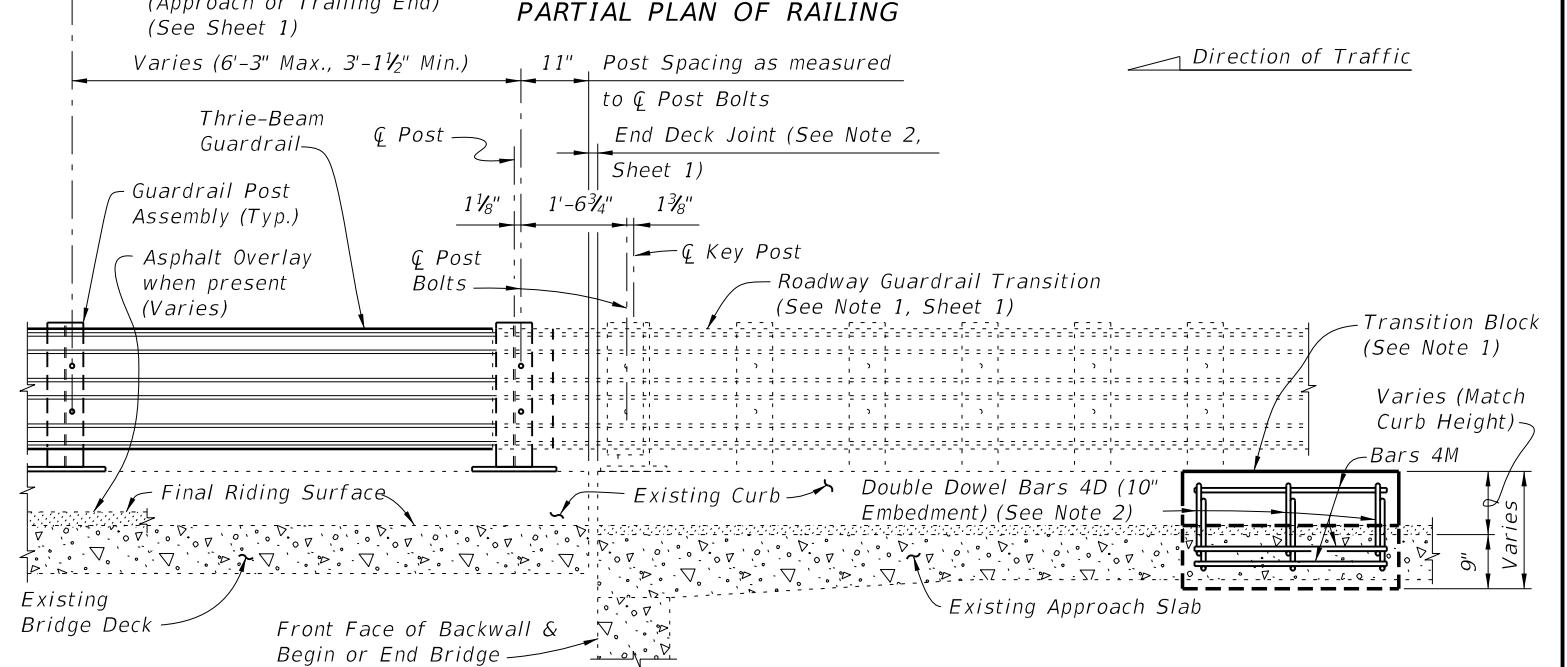 (Approach or Trailing End)
(See Sheet 1)
PARTIAL PLAN OF RAILING
Varies (6'-3" Max., 3'-1½" Min.)
11"
Post Spacing as measured
to ℄ Post Bolts
Direction of Traffic
Thrie-Beam
Guardrail
℄ Post
End Deck Joint (See Note 2,
Sheet 1)
Guardrail Post
Assembly (Typ.)
1⅛"
1'-6¾"
1⅜"
Asphalt Overlay
when present
(Varies)
℄ Post
Bolts
℄ Key Post
Roadway Guardrail Transition
(See Note 1, Sheet 1)
Transition Block
(See Note 1)
Varies (Match
Curb Height)
Bars 4M
Final Riding Surface
Existing Curb
Double Dowel Bars 4D (10"
Embedment) (See Note 2)
9"
Varies
Existing
Bridge Deck
Existing Approach Slab
Front Face of Backwall &
Begin or End Bridge